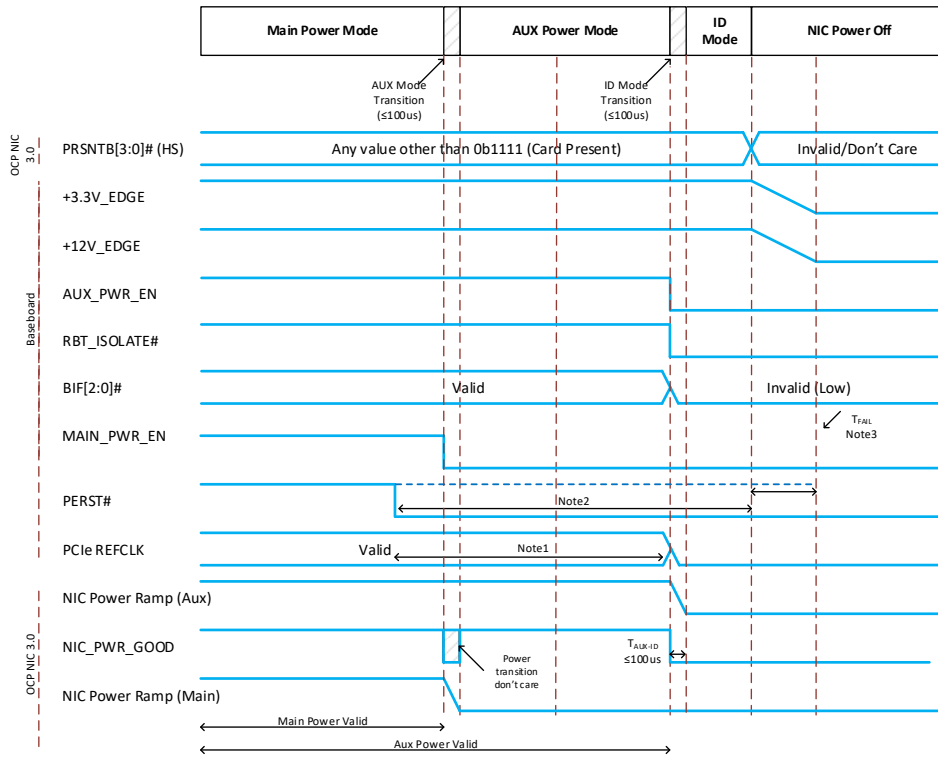 Main Power Mode
AUX Power Mode
ID
Mode
NIC Power Off
AUX Mode
Transition
(≤100us)
ID Mode
Transition
(≤100us)
OCP NIC
3.0
PRSNTB[3:0]# (HS)
Any value other than 0b1111 (Card Present)
Invalid/Don't Care
Baseboard
+3.3V_EDGE
+12V_EDGE
AUX_PWR_EN
RBT_ISOLATE#
BIF[2:0]#
Valid
Invalid (Low)
TFAIL
Note3
MAIN_PWR_EN
PERST#
Note2
PCIe REFCLK
Valid
Note1
OCP NIC 3.0
NIC Power Ramp (Aux)
NIC_PWR_GOOD
Power
transition
don't care
TAUX-ID
≤100us
NIC Power Ramp (Main)
Main Power Valid
Aux Power Valid